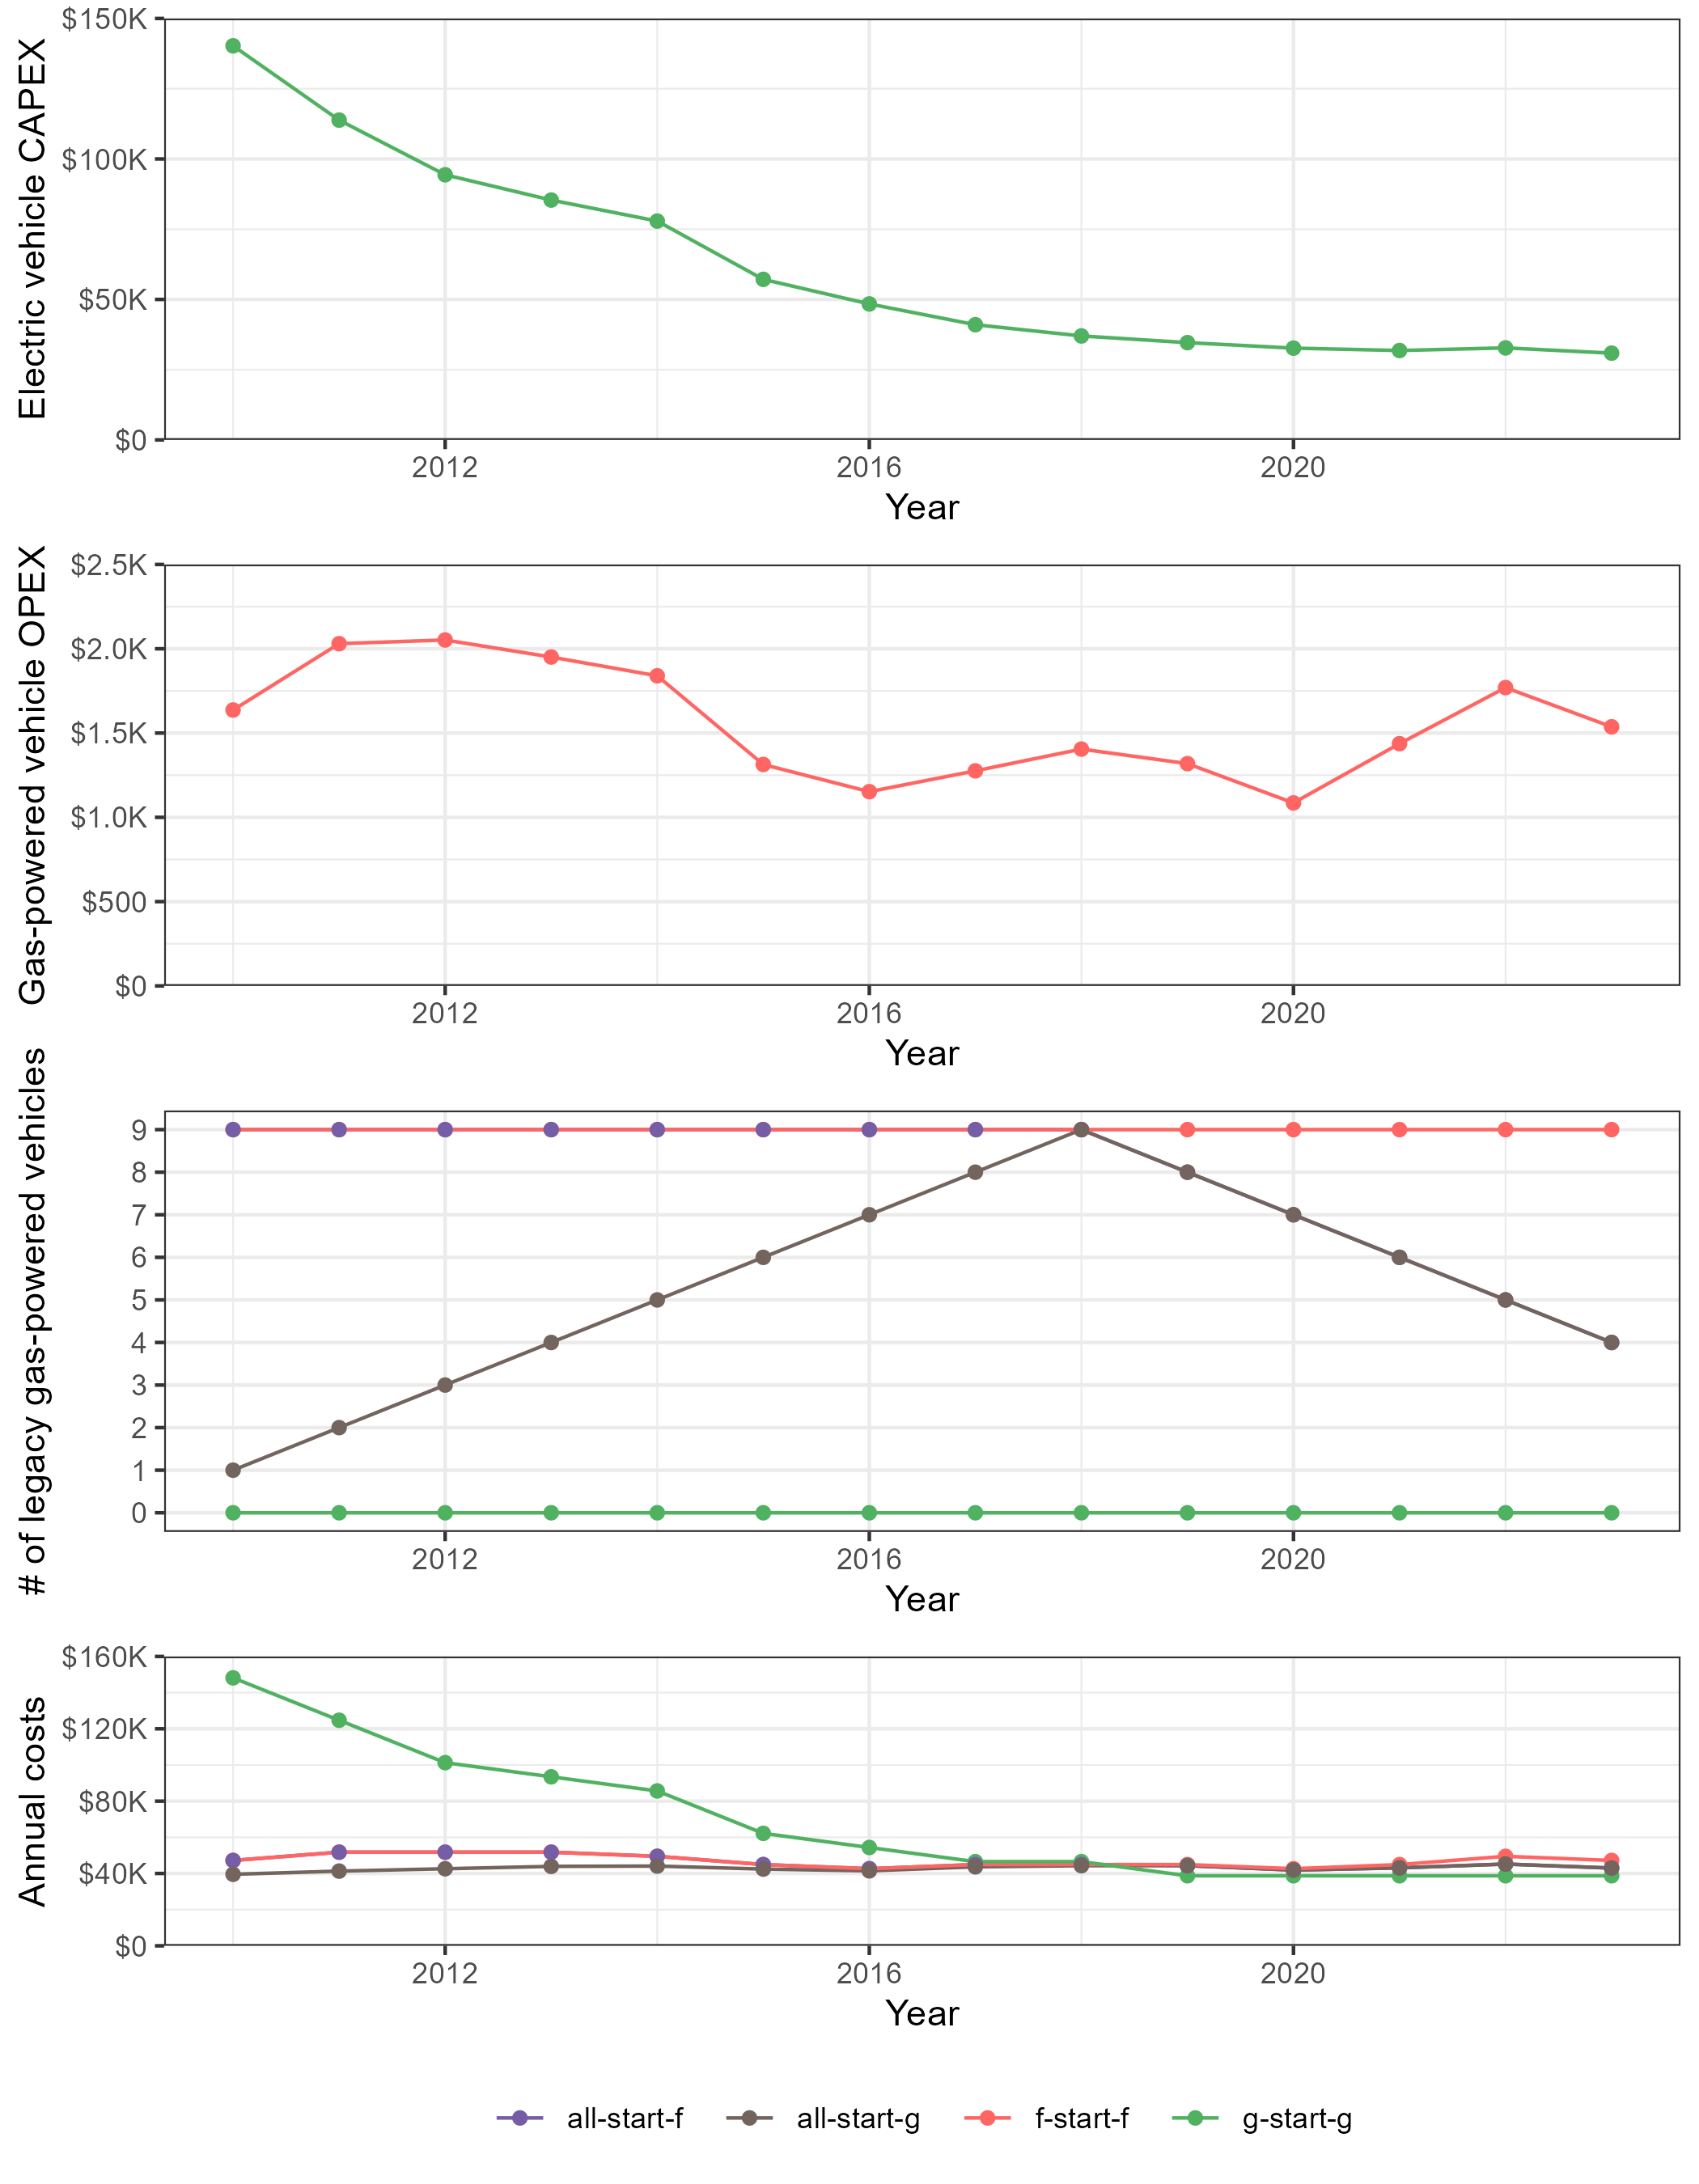 Electric vehicle CAPEX
$150K
$100K
$50K
$0
2012 2016 2020
Year
Gas-powered vehicle OPEX
$2.5K
$2.0K
$1.5K
$1.0K
$500
$0
2012 2016 2020
Year
# of legacy gas-powered vehicles
9
8
7
6
5
4
3
2
1
0
2012 2016 2020
Year
Annual costs
$160K
$120K
$80K
$40K
$0
2012 2016 2020
Year
all-start-f all-start-g f-start-f g-start-g